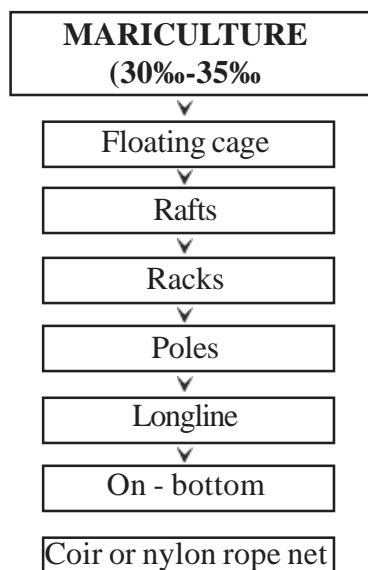 MARICULTURE
(30‰-35‰
Floating cage
Rafts
Racks
Poles
Longline
On - bottom
Coir or nylon rope net